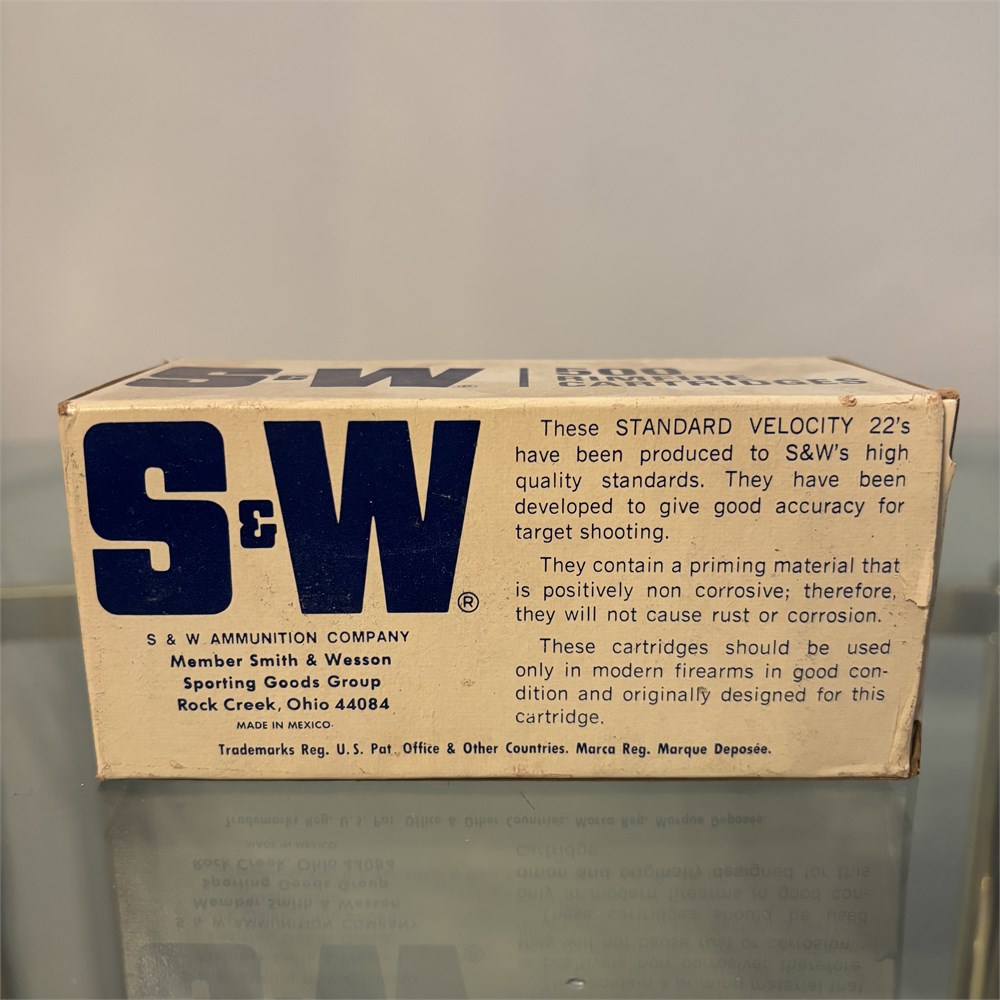 S&W | 500
RIMFIRE
CARTRIDGES
S&W®
S & W AMMUNITION COMPANY
Member Smith & Wesson
Sporting Goods Group
Rock Creek, Ohio 44084
MADE IN MEXICO.
These STANDARD VELOCITY 22's
have been produced to S&W's high
quality standards. They have been
developed to give good accuracy for
target shooting.
They contain a priming material that
is positively non corrosive; therefore,
they will not cause rust or corrosion.
These cartridges should be used
only in modern firearms in good con-
dition and originally designed for this
cartridge.
Trademarks Reg. U.S. Pat. Office & Other Countries. Marca Reg. Marque Deposée.